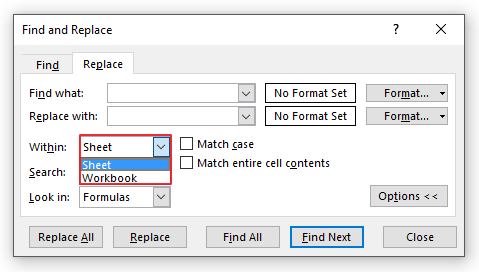 Find and Replace
Find
Replace
Find what: No Format Set Format...
Replace with: No Format Set Format...
Within: Sheet Match case
Sheet Match entire cell contents
Search: Workbook
Look in: Formulas Options <<
Replace All Replace Find All Find Next Close